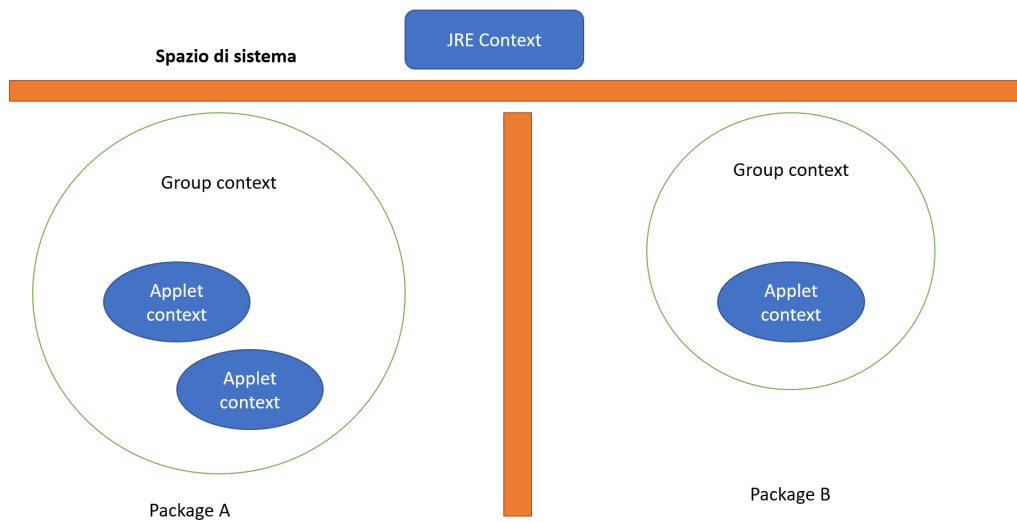 JRE Context
Spazio di sistema
Group context
Group context
Applet
context
Applet
context
Applet
context
Package A
Package B